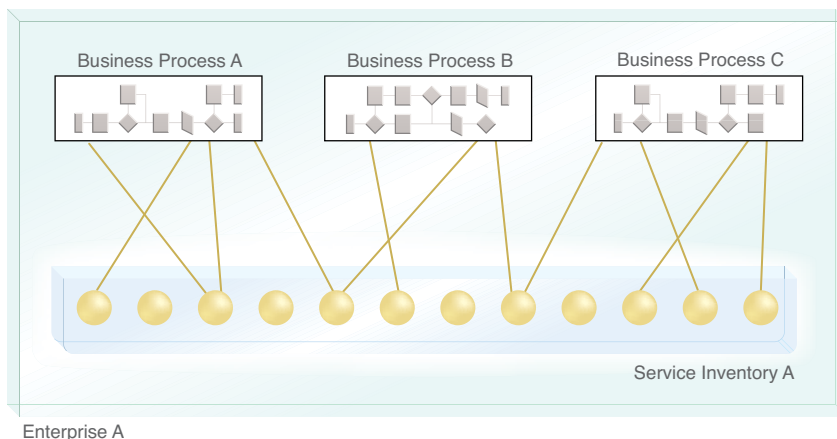 Business Process A
Business Process B
Business Process C
Service Inventory A
Enterprise A